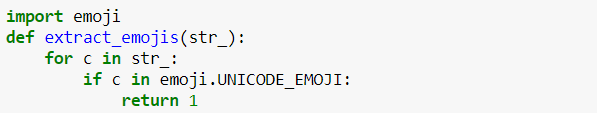 import emoji
def extract_emojis(str_):
    for c in str_:
        if c in emoji.UNICODE_EMOJI:
            return 1